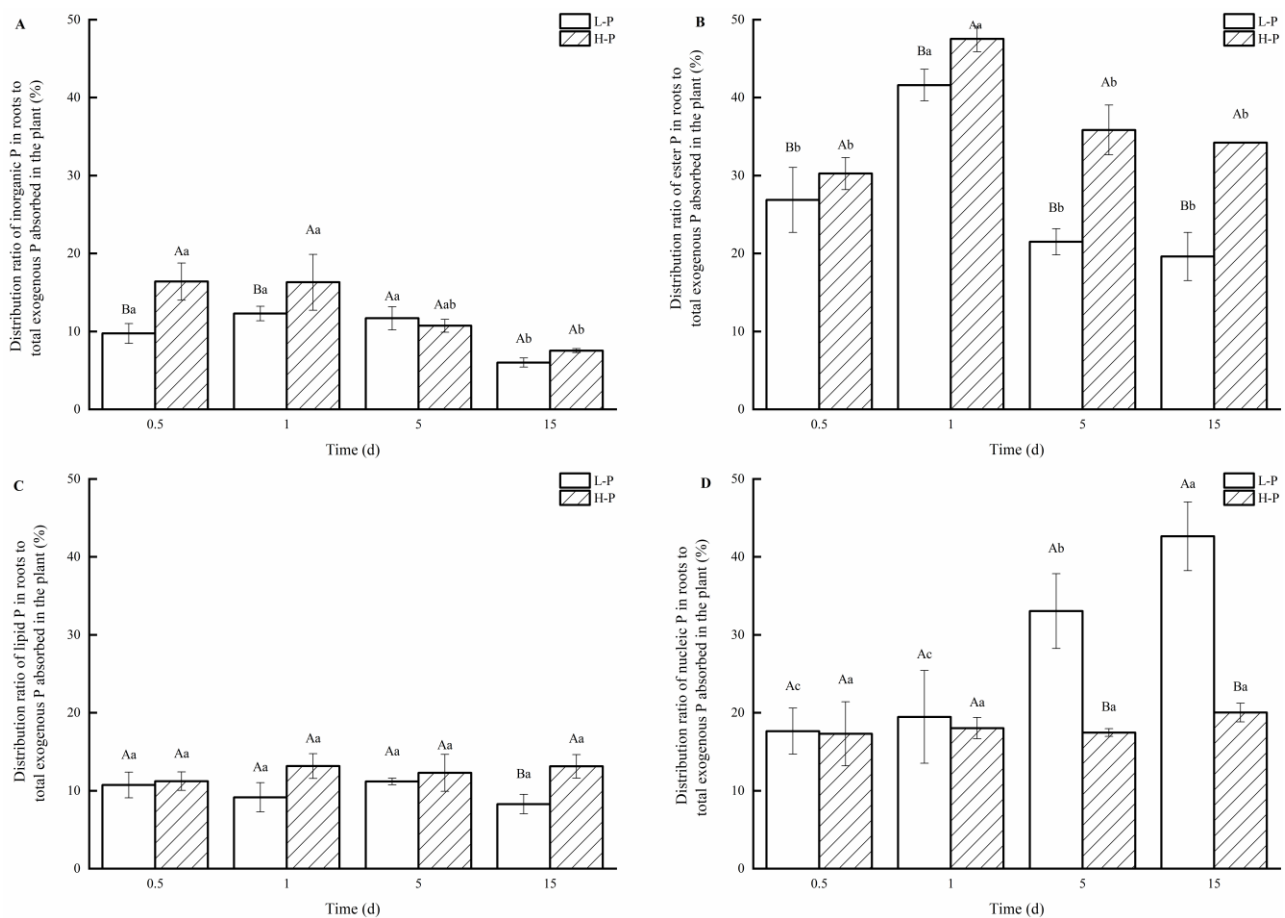 A
50
40
30
20
10
0
Distribution ratio of inorganic P in roots to
total exogenous P absorbed in the plant (%)
L-P
H-P
Ba
Aa
Ba
Aa
Aa
Aab
Ab
Ab
0.5
1
5
15
Time (d)
B
50
40
30
20
10
0
Distribution ratio of ester P in roots to
total exogenous P absorbed in the plant (%)
L-P
H-P
Bb
Ab
Ba
Aa
Bb
Ab
Bb
Ab
0.5
1
5
15
Time (d)
C
50
40
30
20
10
0
Distribution ratio of lipid P in roots to
total exogenous P absorbed in the plant (%)
L-P
H-P
Aa
Aa
Aa
Aa
Aa
Aa
Ba
Aa
0.5
1
5
15
Time (d)
D
50
40
30
20
10
0
Distribution ratio of nucleic P in roots to
total exogenous P absorbed in the plant (%)
L-P
H-P
Ac
Aa
Ac
Aa
Ab
Ba
Aa
Ba
0.5
1
5
15
Time (d)